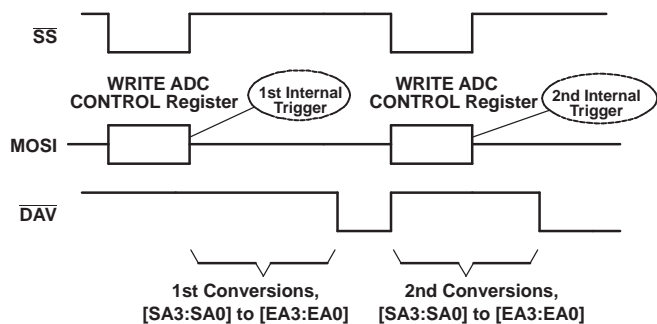 SS
WRITE ADC
CONTROL Register
1st Internal
Trigger
WRITE ADC
CONTROL Register
2nd Internal
Trigger
MOSI
DAV
1st Conversions,
[SA3:SA0] to [EA3:EA0]
2nd Conversions,
[SA3:SA0] to [EA3:EA0]